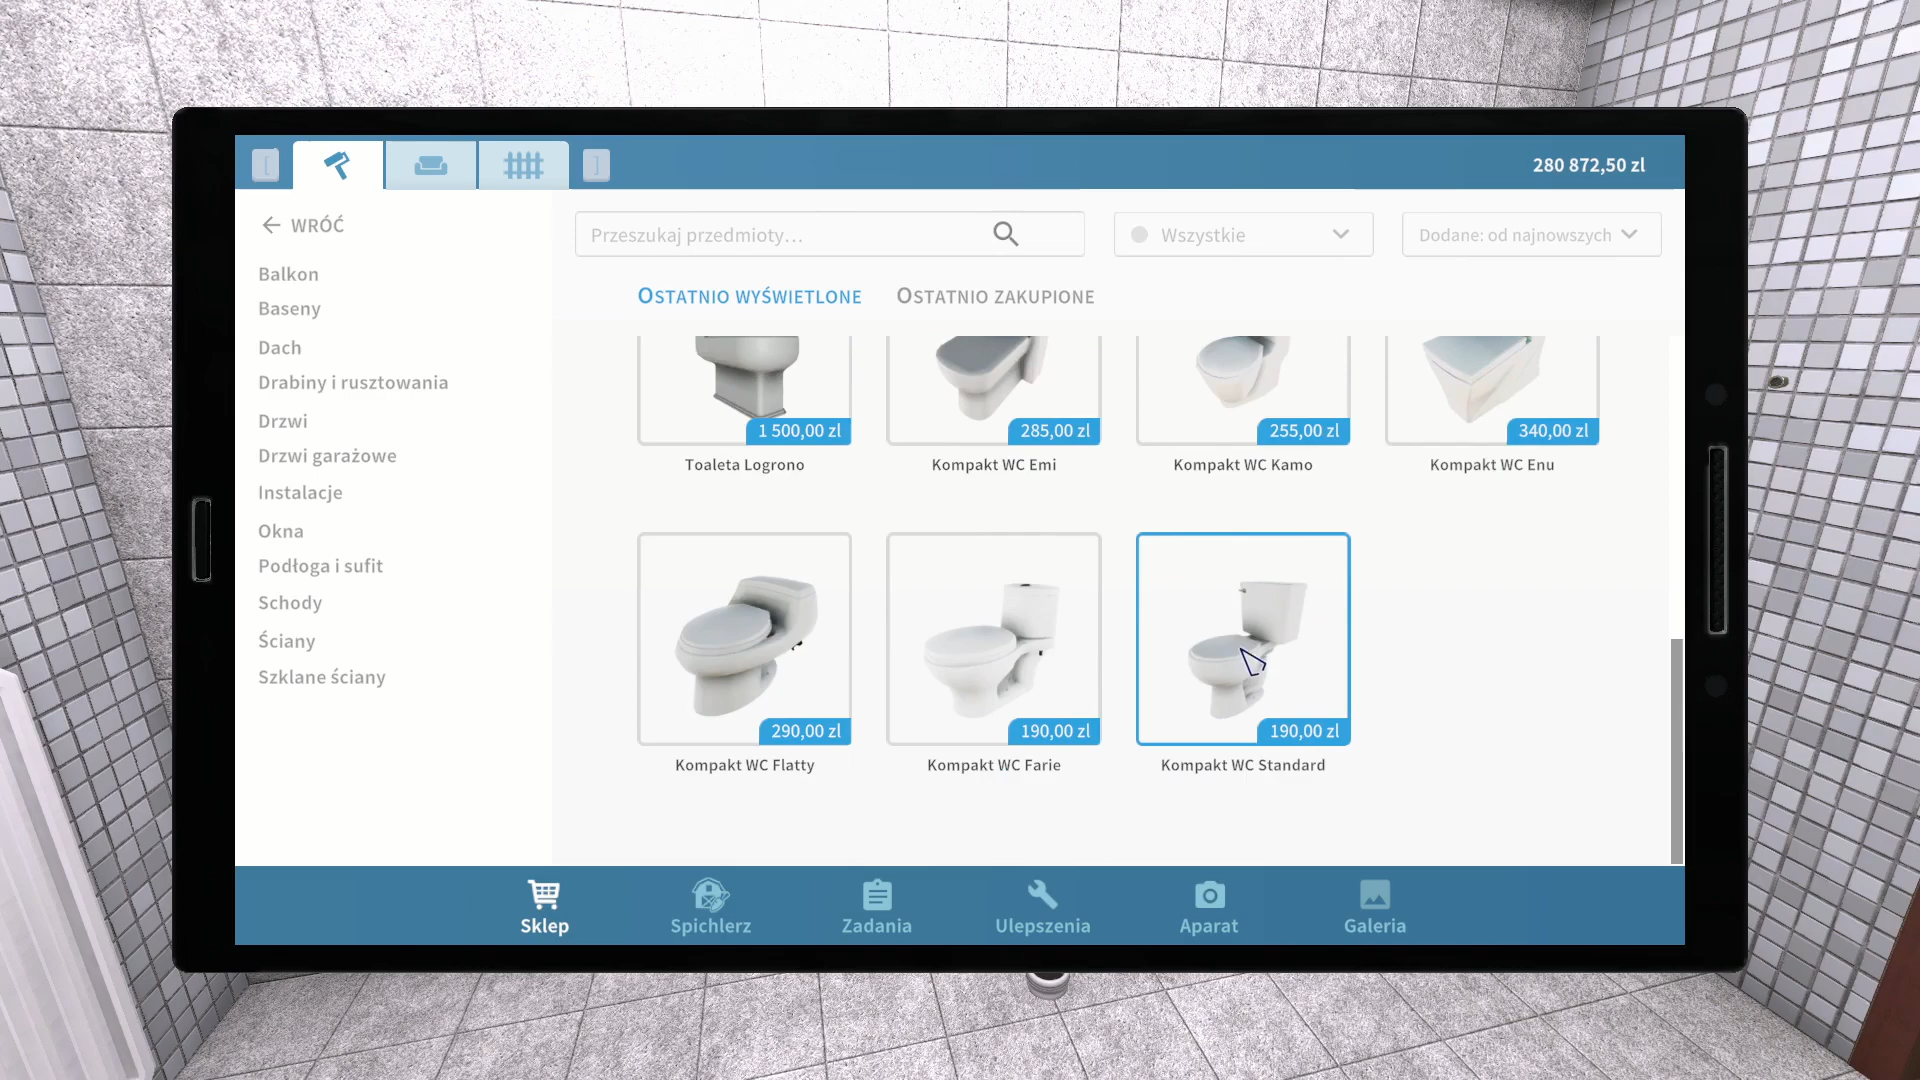 [
]
280 872,50 zl
WRÓĆ
Balkon
Baseny
Dach
Drabiny i rusztowania
Drzwi
Drzwi garażowe
Instalacje
Okna
Podłoga i sufit
Schody
Ściany
Szklane ściany
Przeszukaj przedmioty...
Wszystkie
Dodane: od najnowszych
OSTATNIO WYŚWIETLONE
OSTATNIO ZAKUPIONE
1 500,00 zl
285,00 zl
255,00 zl
340,00 zl
Toaleta Logrono
Kompakt WC Emi
Kompakt WC Kamo
Kompakt WC Enu
290,00 zl
190,00 zl
190,00 zl
Kompakt WC Flatty
Kompakt WC Farie
Kompakt WC Standard
Sklep
Spichlerz
Zadania
Ulepszenia
Aparat
Galeria